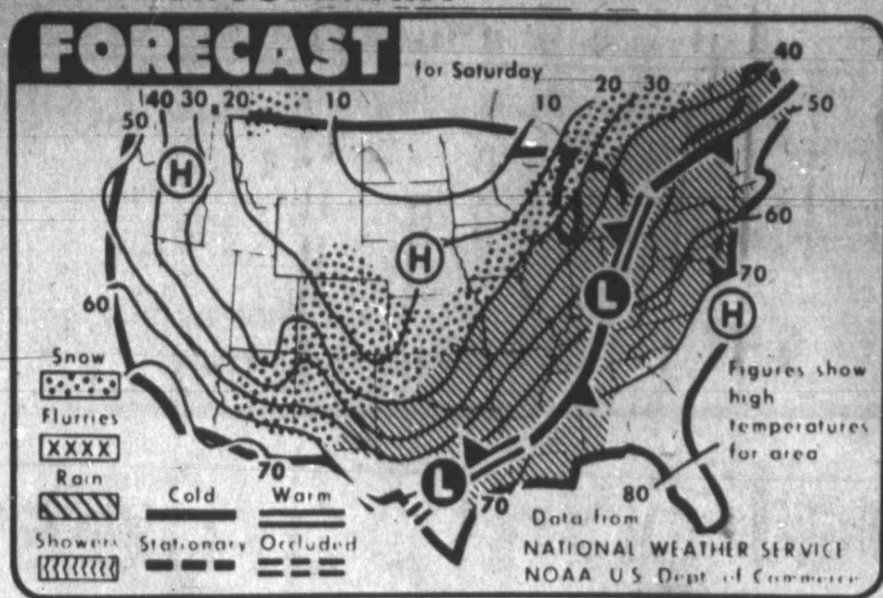 FORECAST
for Saturday
50 40 30 20 10 10 20 30 40
50
H
H
60
L
70
60
H
Snow
Figures show
high
temperatures
for area
Flurries
XXXX
Rain
70
Cold
Warm
L
70
80
Showers
Stationary
Occluded
Data from
NATIONAL WEATHER SERVICE
NOAA U S Dept of Commerce